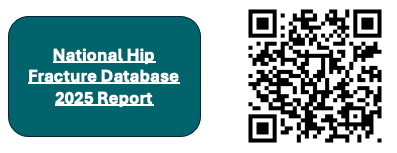 National Hip
Fracture Database
2025 Report